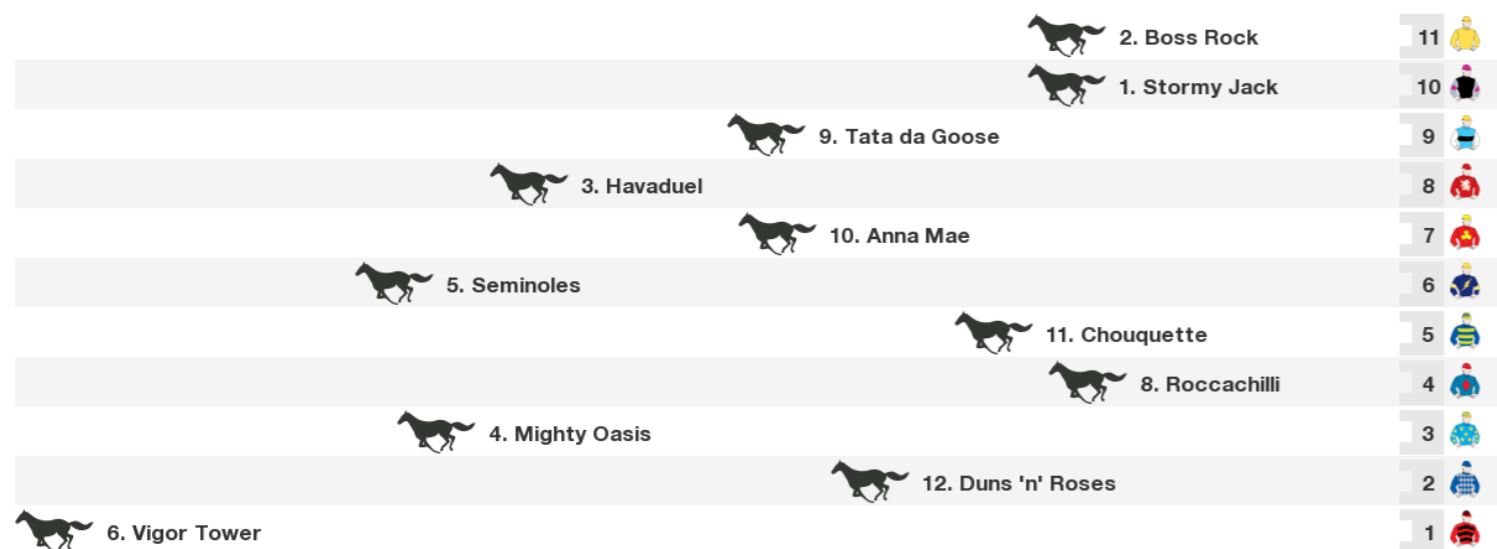 2. Boss Rock 11
1. Stormy Jack 10
9. Tata da Goose 9
3. Havaduel 8
10. Anna Mae 7
5. Seminoles 6
11. Chouquette 5
8. Roccachilli 4
4. Mighty Oasis 3
12. Duns 'n' Roses 2
6. Vigor Tower 1